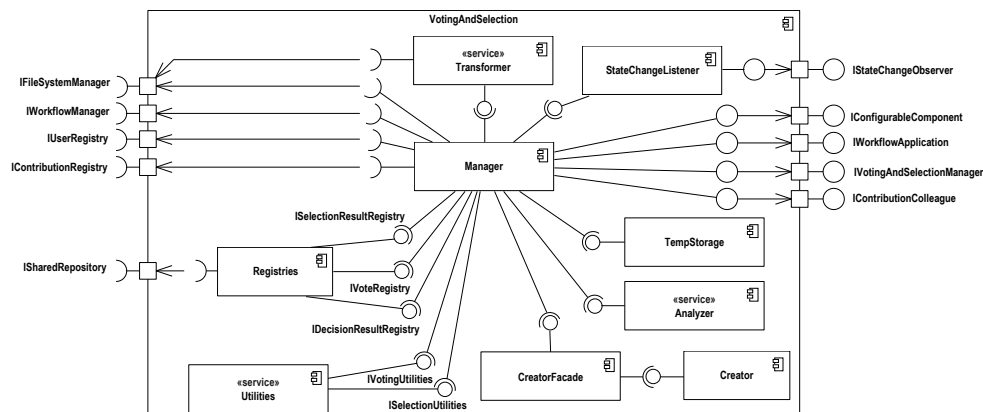 VotingAndSelection
«service»
Transformer
StateChangeListener
IFileSystemManager
IStateChangeObserver
IWorkflowManager
IConfigurableComponent
IUserRegistry
IWorkflowApplication
Manager
IContributionRegistry
IVotingAndSelectionManager
IContributionColleague
ISelectionResultRegistry
TempStorage
ISharedRepository
Registries
IVoteRegistry
«service»
Analyzer
IDecisionResultRegistry
«service»
Utilities
IVotingUtilities
ISelectionUtilities
CreatorFacade
Creator